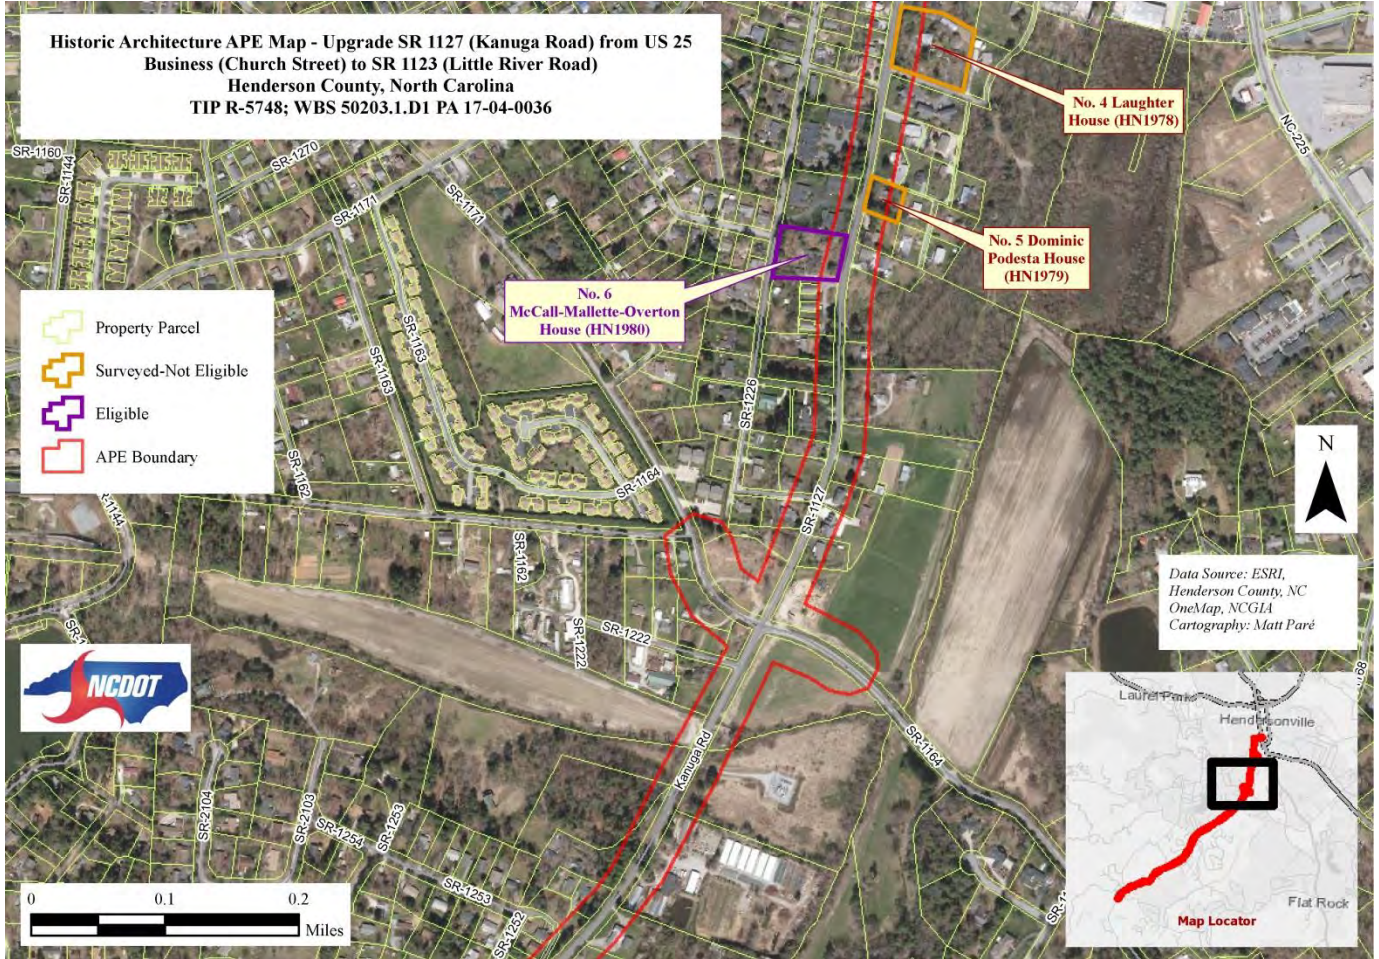 Historic Architecture APE Map - Upgrade SR 1127 (Kanuga Road) from US 25
Business (Church Street) to SR 1123 (Little River Road)
Henderson County, North Carolina
TIP R-5748; WBS 50203.1.D1 PA 17-04-0036
No. 4 Laughter
House (HN1978)
NC-225
SR-1160
SR-1144
SR-1270
SR-1171
SR-1171
No. 5 Dominic
Podesta House
(HN1979)
No. 6
McCall-Mallette-Overton
House (HN1980)
Property Parcel
Surveyed-Not Eligible
Eligible
APE Boundary
SR-1163
SR-1163
SR-1226
SR-1162
SR-1164
SR-1127
SR-1144
SR-1162
SR-1222
SR-1222
N
Data Source: ESRI,
Henderson County, NC
OneMap, NCGIA
Cartography: Matt Paré
NCDOT
Kanuga Rd
SR-1164
SR-2104
SR-2103
SR-1254
SR-1253
SR-1253
SR-1252
0 0.1 0.2
Miles
Laurel Park
Hendersonville
Flat Rock
Map Locator